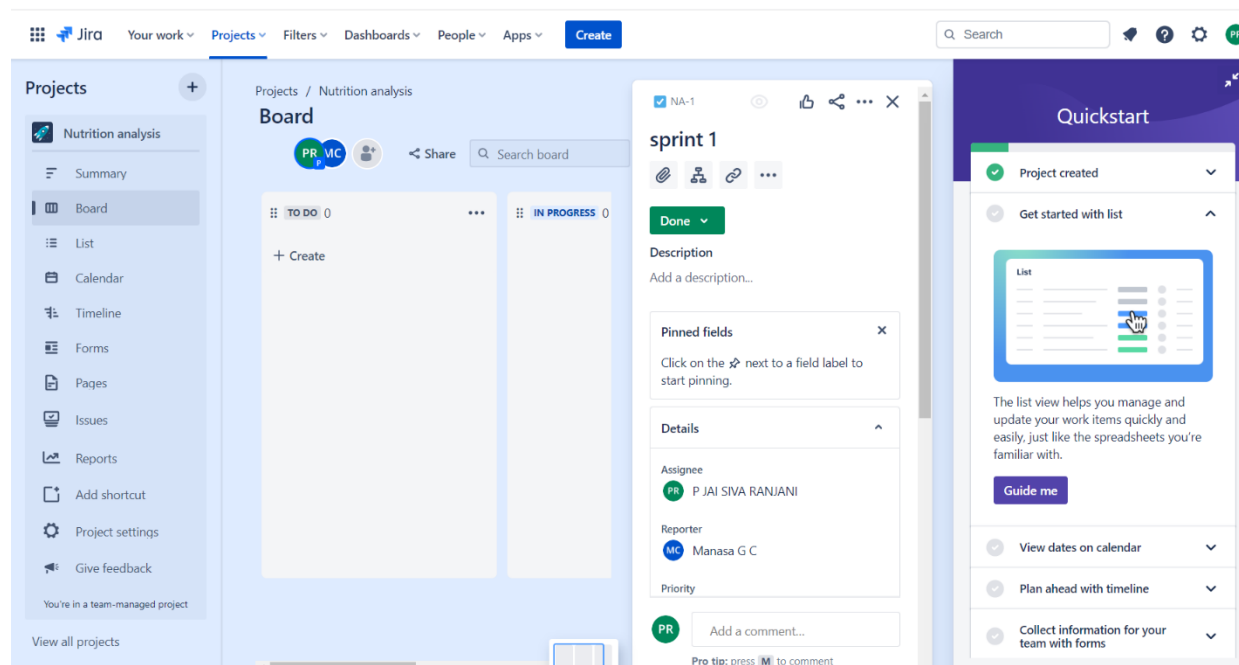 Jira Your work Projects Filters Dashboards People Apps Create Search PR
Projects +
Nutrition analysis
Summary
Board
List
Calendar
Timeline
Forms
Pages
Issues
Reports
Add shortcut
Project settings
Give feedback
You're in a team-managed project
View all projects
Projects / Nutrition analysis
Board
PR P MC Share Search board
TO DO 0
+ Create
IN PROGRESS 0
NA-1
sprint 1
Done
Description
Add a description...
Pinned fields
Click on the next to a field label to
start pinning.
Details
Assignee
PR P JAI SIVA RANJANI
Reporter
MC Manasa G C
Priority
PR Add a comment...
Pro tip: press M to comment
Quickstart
Project created
Get started with list
List
The list view helps you manage and
update your work items quickly and
easily, just like the spreadsheets you're
familiar with.
Guide me
View dates on calendar
Plan ahead with timeline
Collect information for your
team with forms